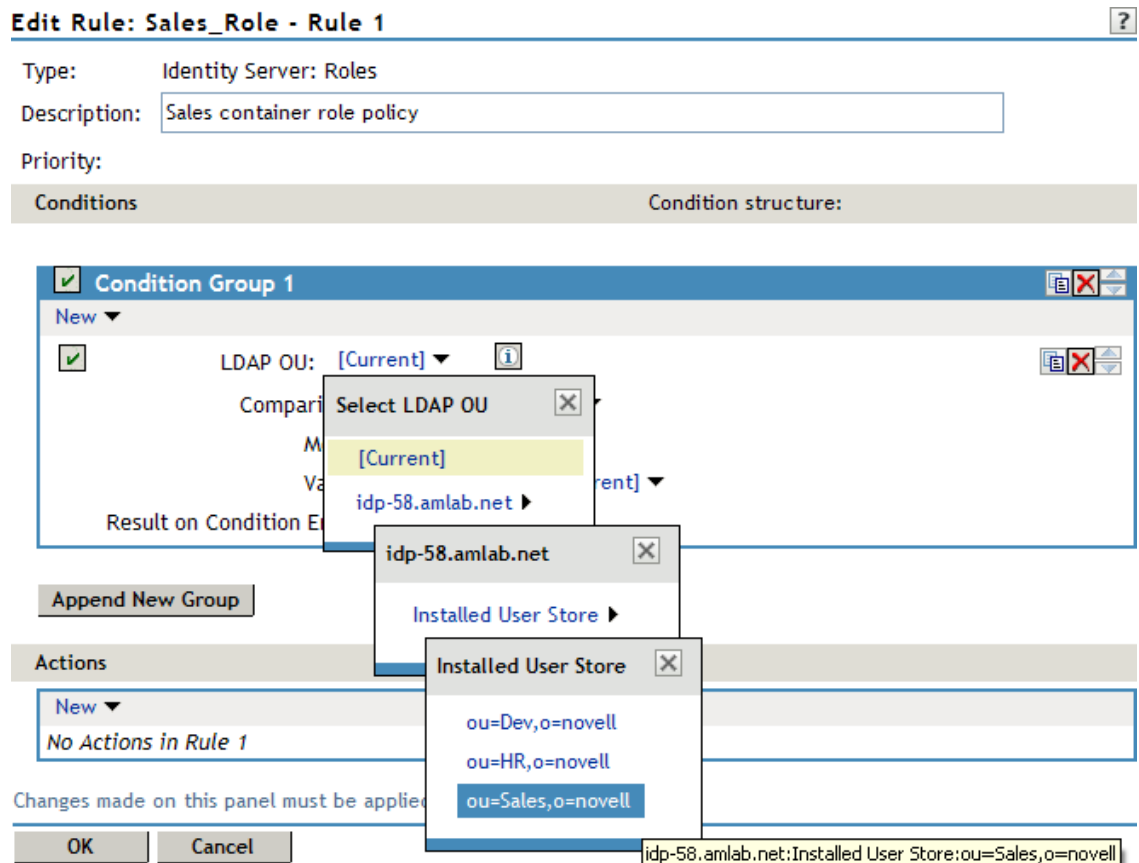 Edit Rule: Sales_Role - Rule 1
?
Type: Identity Server: Roles
Description: Sales container role policy
Priority:
Conditions Condition structure:
Condition Group 1
New
LDAP OU: [Current]
Select LDAP OU
[Current]
idp-58.amlab.net
Result on Condition
idp-58.amlab.net
Installed User Store
Append New Group
Installed User Store
ou=Dev,o=novell
ou=HR,o=novell
ou=Sales,o=novell
Actions
New
No Actions in Rule 1
Changes made on this panel must be applied
OK Cancel
idp-58.amlab.net:Installed User Store:ou=Sales,o=novell